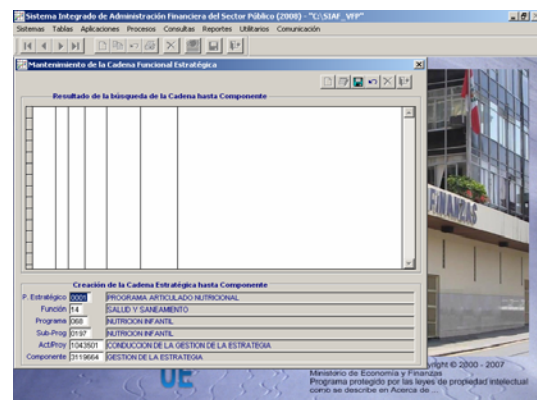 Sistema Integrado de Administración Financiera del Sector Público (2008) - "C:\SIAF_VFP"
Sistemas Tablas Aplicaciones Procesos Consultas Reportes Utilitarios Comunicación
Mantenimiento de la Cadena Funcional Estratégica
Resultado de la búsqueda de la Cadena hasta Componente
FINANZAS
Creación de la Cadena Estratégica hasta Componente
P. Estratégico 0001 PROGRAMA ARTICULADO NUTRICIONAL
Función 14 SALUD Y SANEAMIENTO
Programa 068 NUTRICION INFANTIL
Sub-Prog 0197 NUTRICION INFANTIL
Act/Proy 1043501 CONDUCCION DE LA GESTION DE LA ESTRATEGIA
Componente 3119664 GESTION DE LA ESTRATEGIA
yright © 2000 - 2007
UE
Ministerio de Economía y Finanzas
Programa protegido por las leyes de propiedad intelectual
como se describe en Acerca de ...